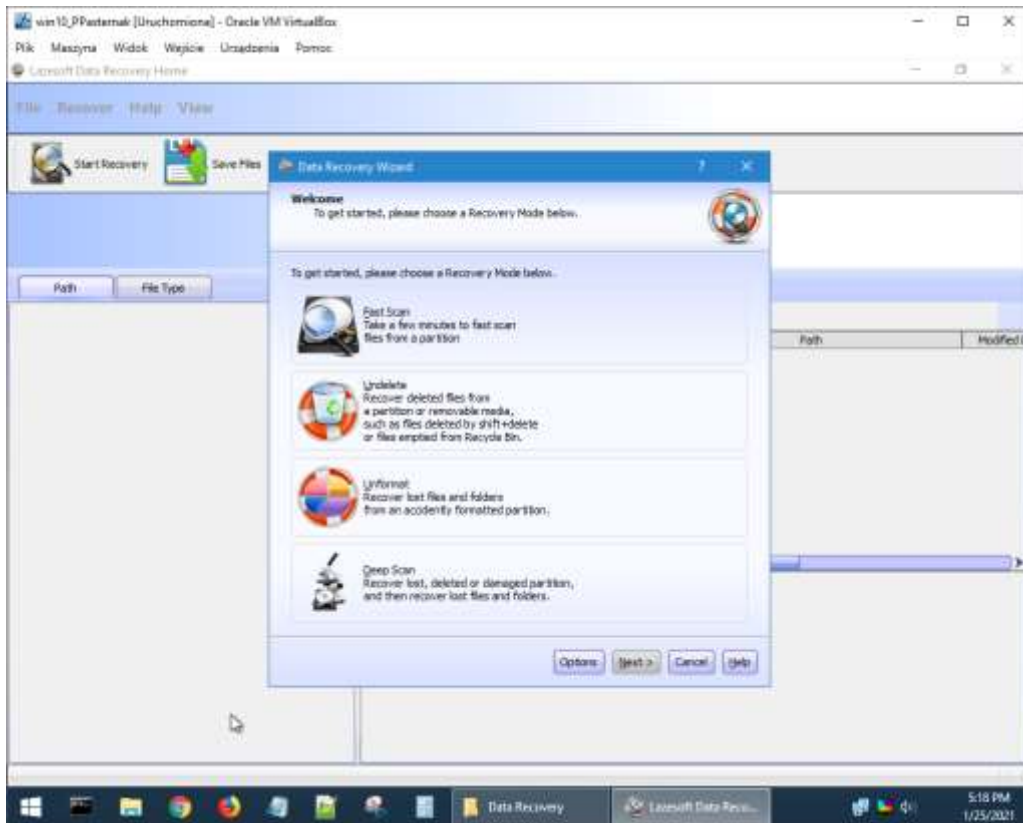 win10_PPasternak [Uruchomiona] - Oracle VM VirtualBox
Plik Maszyna Widok Wejście Urządzenia Pomoc
Lazesoft Data Recovery Home
File Recover Help View
Start Recovery Save Files
Data Recovery Wizard ? ×
Welcome
To get started, please choose a Recovery Mode below.
To get started, please choose a Recovery Mode below.
Path File Type
Fast Scan
Take a few minutes to fast scan
files from a partition
Path Modified
Undelete
Recover deleted files from
a partition or removable media,
such as files deleted by shift+delete
or files emptied from Recycle Bin.
Unformat
Recover lost files and folders
from an accidently formatted partition.
Deep Scan
Recover lost, deleted or damaged partition,
and then recover lost files and folders.
Options Next > Cancel Help
Data Recovery Lazesoft Data Reco...
5:18 PM
1/25/2021